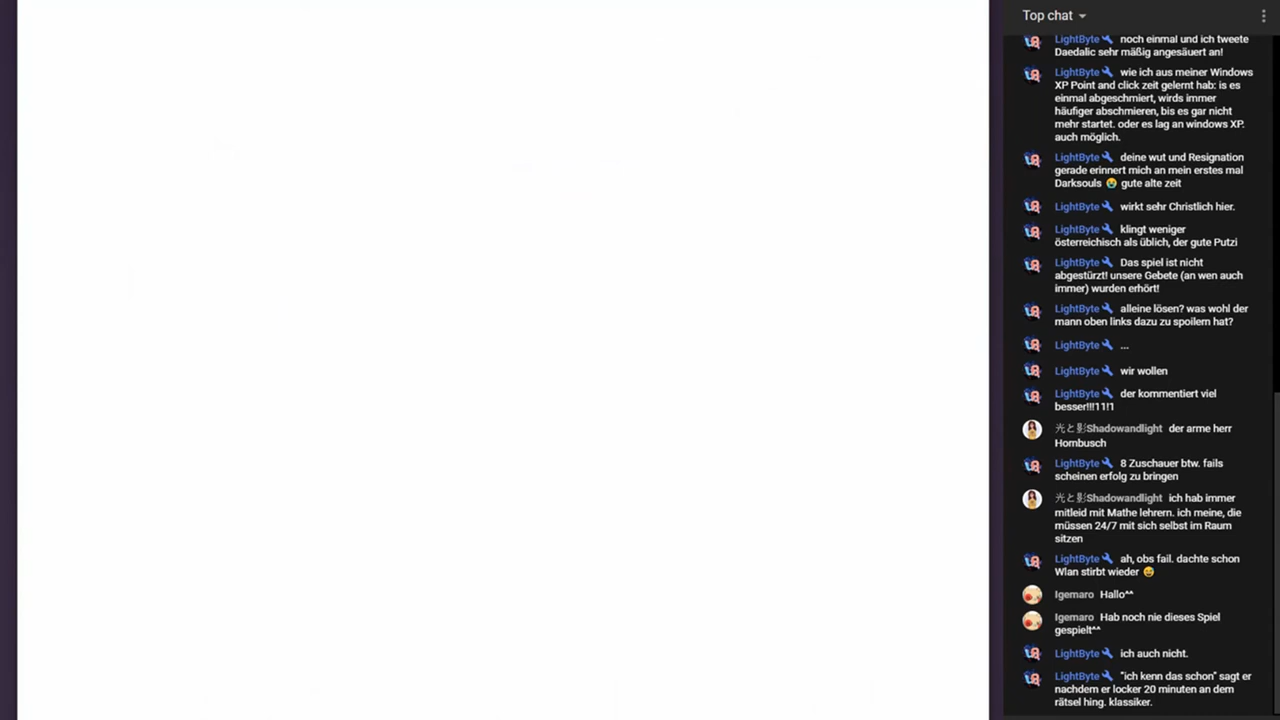 Top chat
LightByte noch einmal und ich tweete
Daedalic sehr mäßig angesäuert an!
LightByte wie ich aus meiner Windows
XP Point and click zeit gelernt hab: is es
einmal abgeschmiert, wirds immer
häufiger abschmieren, bis es gar nicht
mehr startet. oder es lag an windows XP.
auch möglich.
LightByte deine wut und Resignation
gerade erinnert mich an mein erstes mal
Darksouls 😭 gute alte zeit
LightByte wirkt sehr Christlich hier.
LightByte klingt weniger
österreichisch als üblich, der gute Putzi
LightByte Das spiel ist nicht
abgestürzt! unsere Gebete (an wen auch
immer) wurden erhört!
LightByte alleine lösen? was wohl der
mann oben links dazu zu spoilern hat?
LightByte ...
LightByte wir wollen
LightByte der kommentiert viel
besser!!!11!1
光と影Shadowandlight der arme herr
Hornbusch
LightByte 8 Zuschauer btw. fails
scheinen erfolg zu bringen
光と影Shadowandlight ich hab immer
mitleid mit Mathe lehrern. ich meine, die
müssen 24/7 mit sich selbst im Raum
sitzen
LightByte ah, obs fail. dachte schon
Wlan stirbt wieder 😅
Igemaro Hallo^^
Igemaro Hab noch nie dieses Spiel
gespielt^^
LightByte ich auch nicht.
LightByte "ich kenn das schon" sagt er
nachdem er locker 20 minuten an dem
rätsel hing. klassiker.